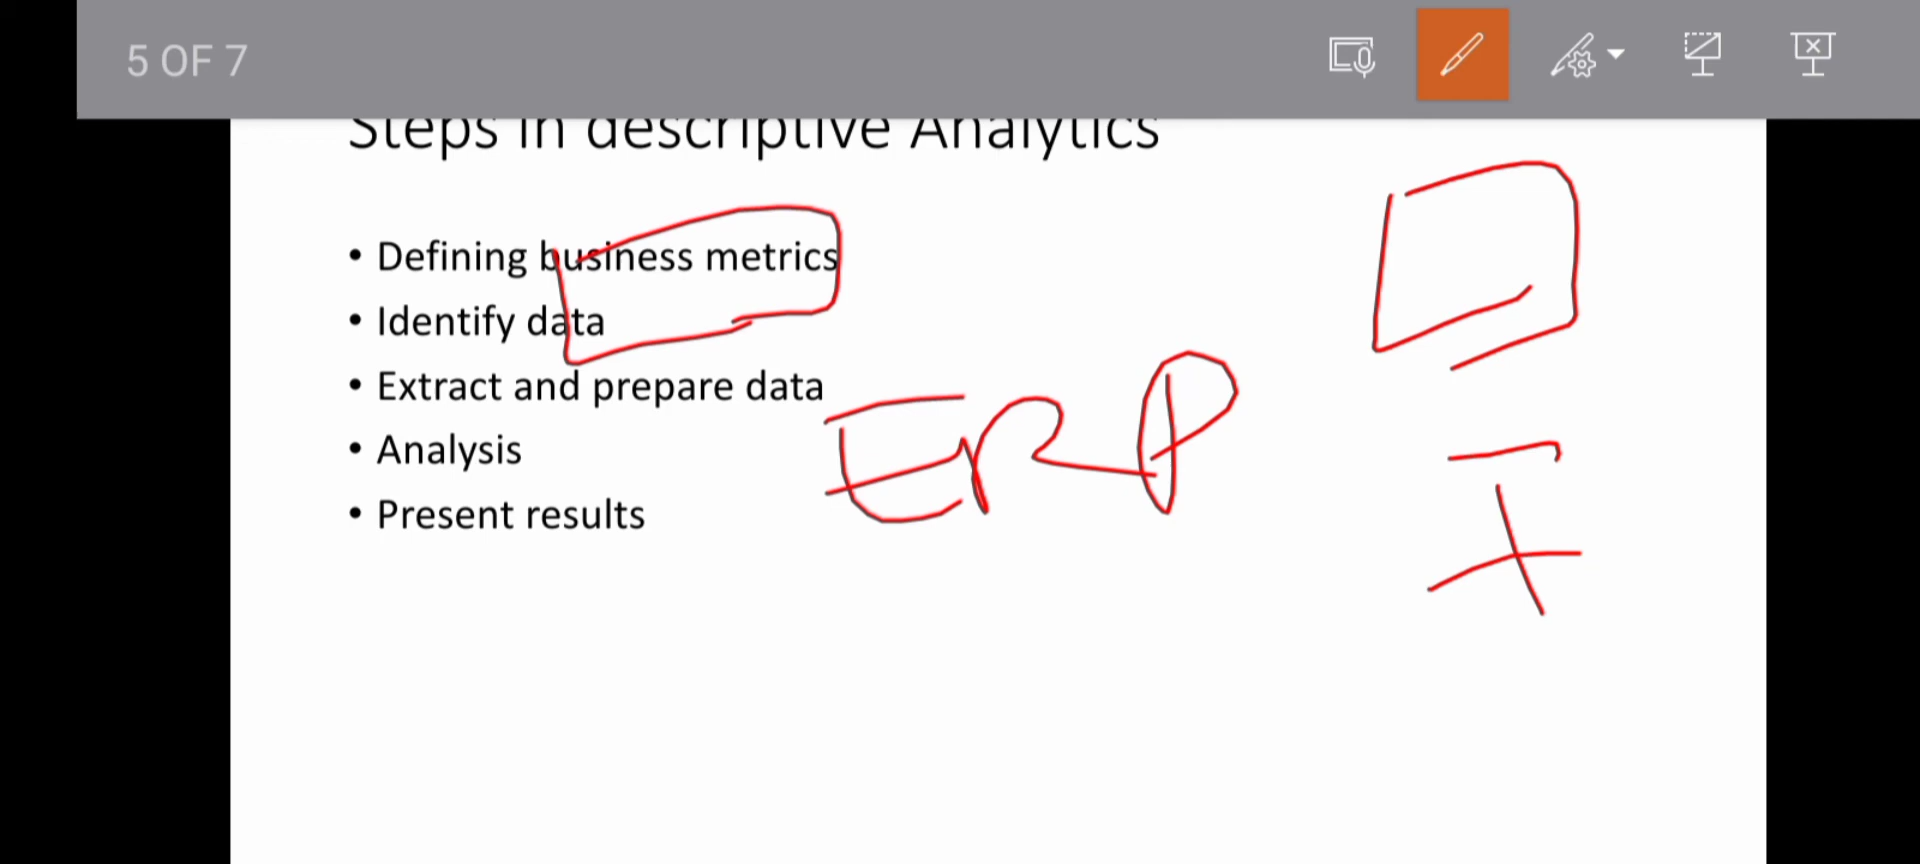 5 OF 7
Steps in descriptive Analytics
• Defining business metrics
• Identify data
• Extract and prepare data
• Analysis
• Present results
ERP